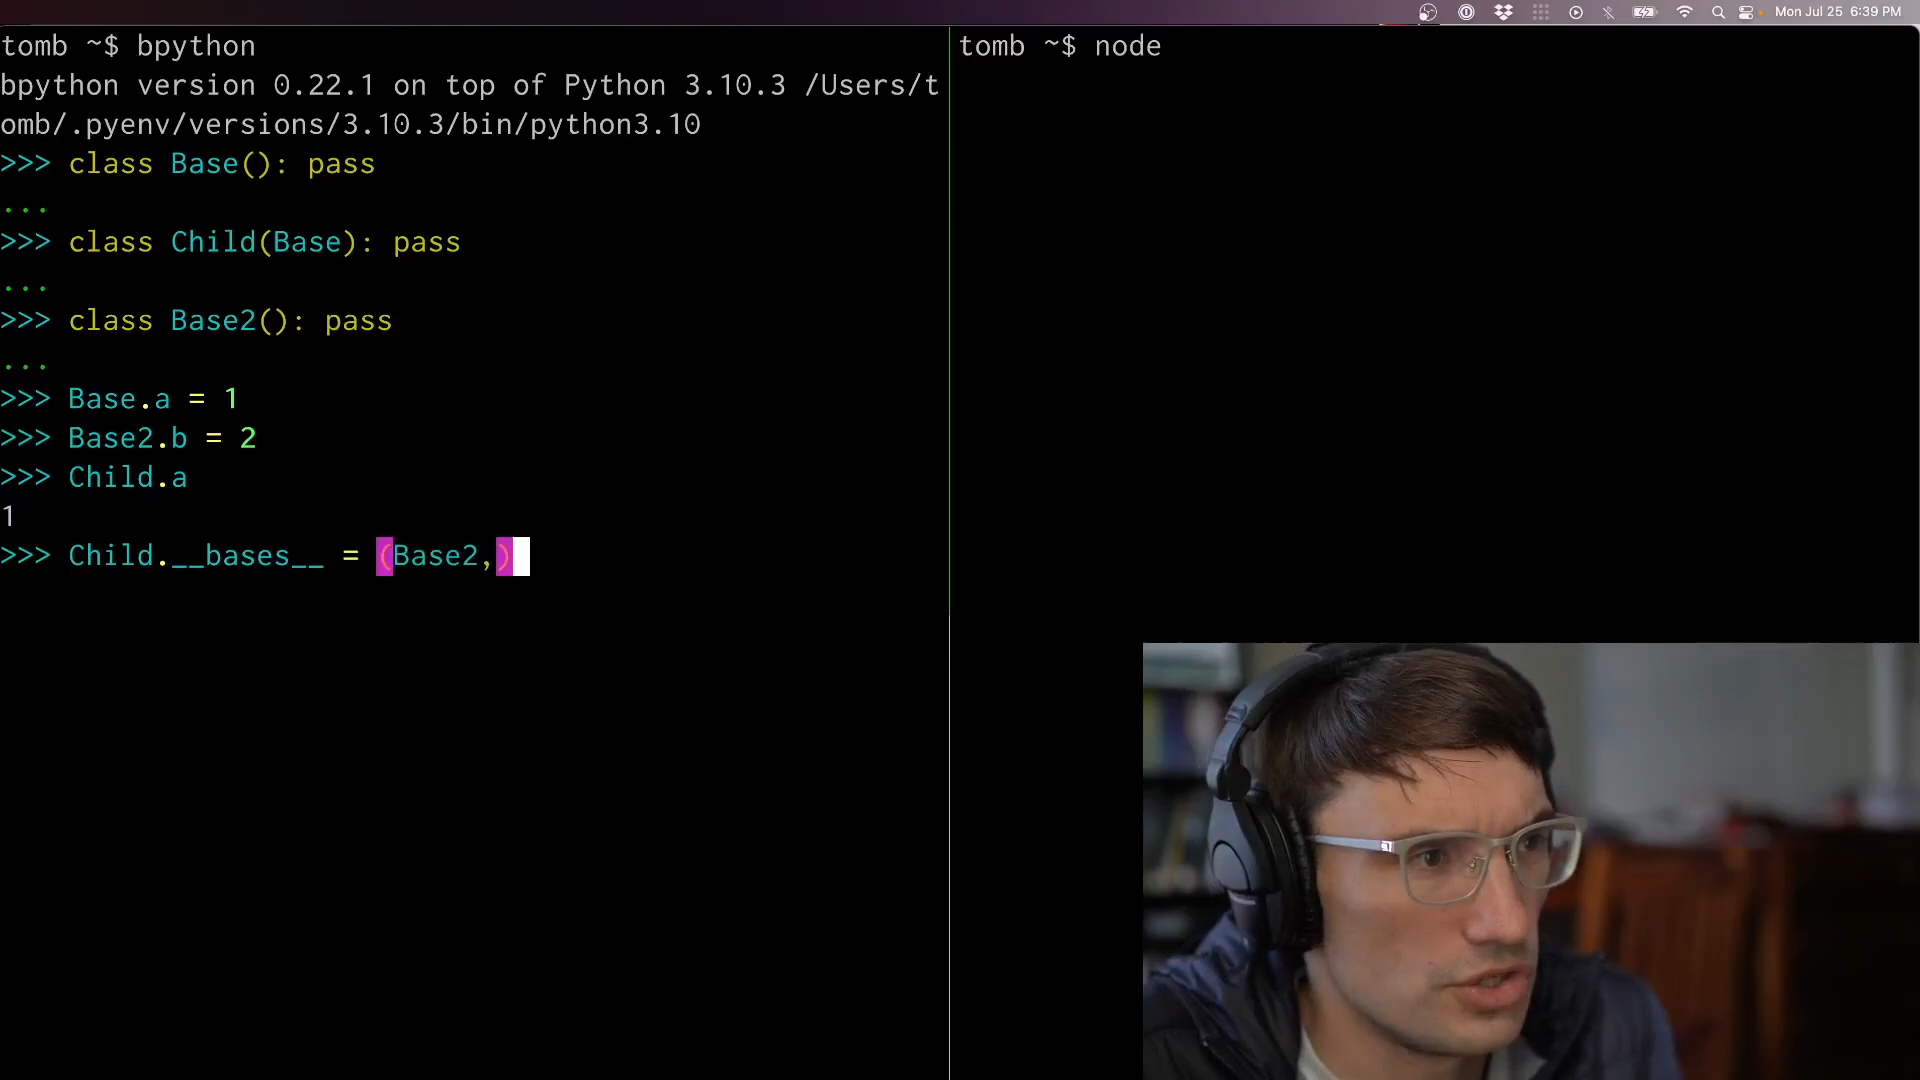 Mon Jul 25 6:39 PM
tomb ~$ bpython
bpython version 0.22.1 on top of Python 3.10.3 /Users/t
omb/.pyenv/versions/3.10.3/bin/python3.10
>>> class Base(): pass
...
>>> class Child(Base): pass
...
>>> class Base2(): pass
...
>>> Base.a = 1
>>> Base2.b = 2
>>> Child.a
1
>>> Child.__bases__ = (Base2,)
tomb ~$ node